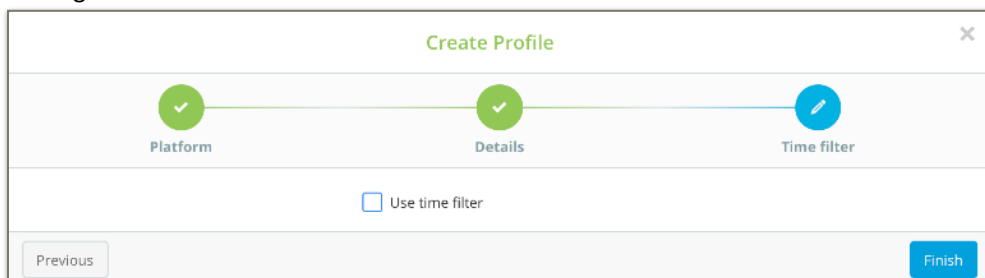 Create Profile
Platform
Details
Time filter
Use time filter
Previous
Finish